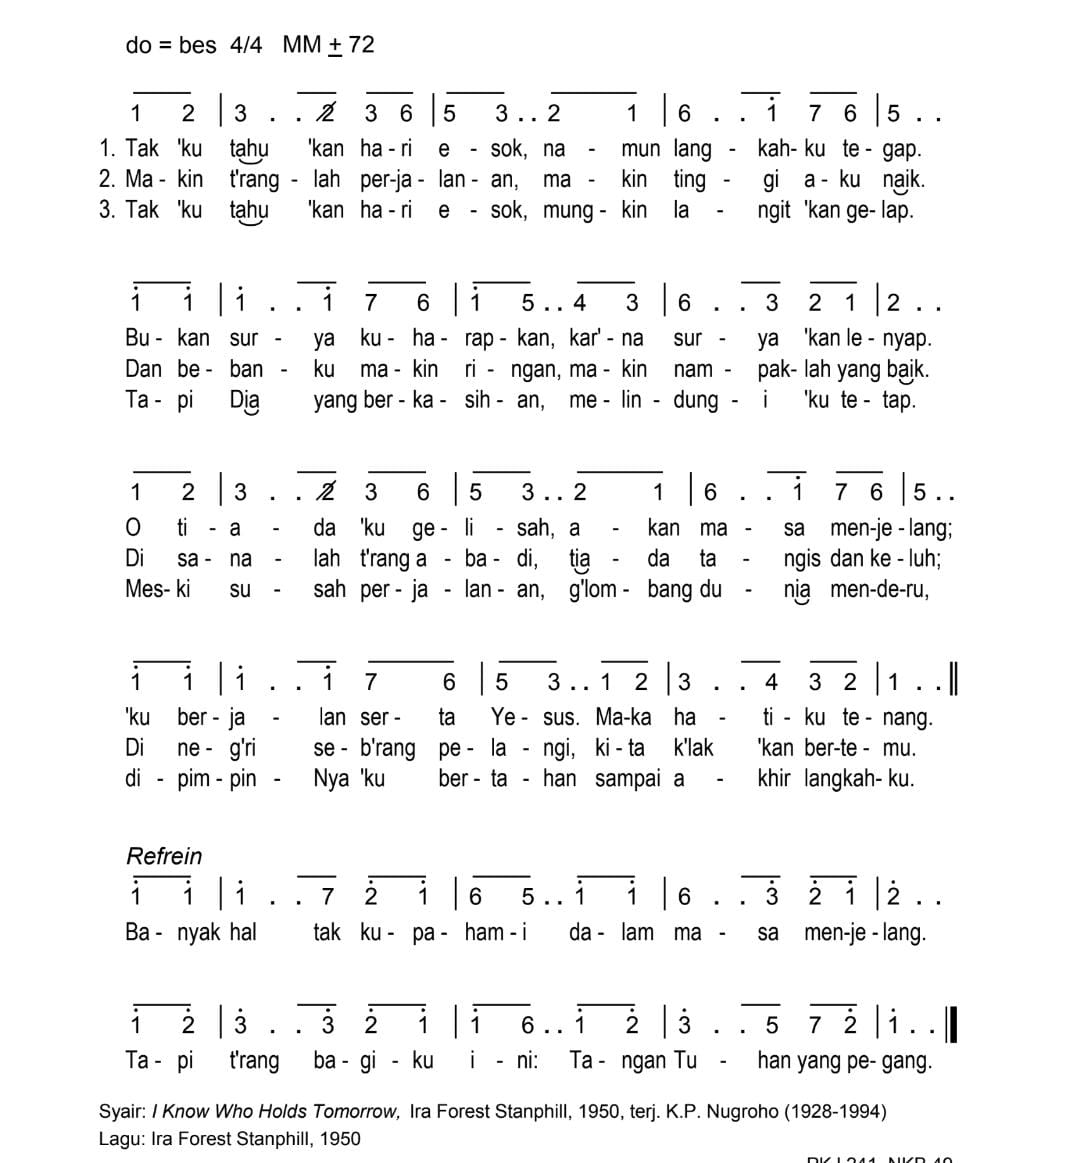 do = bes 4/4 MM ± 72
1 2 | 3 . . 2̸ 3 6 | 5 3 . . 2 1 | 6 . . 1̇ 7 6 | 5 . .
1. Tak 'ku tahu 'kan ha - ri e - sok, na - mun lang - kah- ku te - gap.
2. Ma - kin t'rang - lah per-ja - lan - an, ma - kin ting - gi a - ku naik.
3. Tak 'ku tahu 'kan ha - ri e - sok, mung - kin la - ngit 'kan ge- lap.
1̇ 1̇ | 1̇ . . 1̇ 7 6 | 1̇ 5 . . 4 3 | 6 . . 3 2 1 | 2 . .
Bu - kan sur - ya ku - ha - rap - kan, kar' - na sur - ya 'kan le - nyap.
Dan be - ban - ku ma - kin ri - ngan, ma - kin nam - pak- lah yang baik.
Ta - pi Dia yang ber - ka - sih - an, me - lin - dung - i 'ku te - tap.
1 2 | 3 . . 2̸ 3 6 | 5 3 . . 2 1 | 6 . . 1̇ 7 6 | 5 . .
O ti - a - da 'ku ge - li - sah, a - kan ma - sa men-je - lang;
Di sa - na - lah t'rang a - ba - di, tia - da ta - ngis dan ke - luh;
Mes- ki su - sah per - ja - lan - an, g'lom - bang du - nia men-de-ru,
1̇ 1̇ | 1̇ . . 1̇ 7 6 | 5 3 . . 1 2 | 3 . . 4 3 2 | 1 . . ||
'ku ber - ja - lan ser - ta Ye - sus. Ma-ka ha - ti - ku te - nang.
Di ne - g'ri se - b'rang pe - la - ngi, ki - ta k'lak 'kan ber-te - mu.
di - pim - pin - Nya 'ku ber - ta - han sampai a - khir langkah- ku.
Refrein
1̇ 1̇ | 1̇ . . 7 2̇ 1̇ | 6 5 . . 1̇ 1̇ | 6 . . 3̇ 2̇ 1̇ | 2̇ . .
Ba - nyak hal tak ku - pa - ham - i da - lam ma - sa men-je - lang.
1̇ 2̇ | 3̇ . . 3̇ 2̇ 1̇ | 1̇ 6 . . 1̇ 2̇ | 3̇ . . 5 7 2̇ | 1̇ . . ||
Ta - pi t'rang ba - gi - ku i - ni: Ta - ngan Tu - han yang pe- gang.
Syair: I Know Who Holds Tomorrow, Ira Forest Stanphill, 1950, terj. K.P. Nugroho (1928-1994)
Lagu: Ira Forest Stanphill, 1950